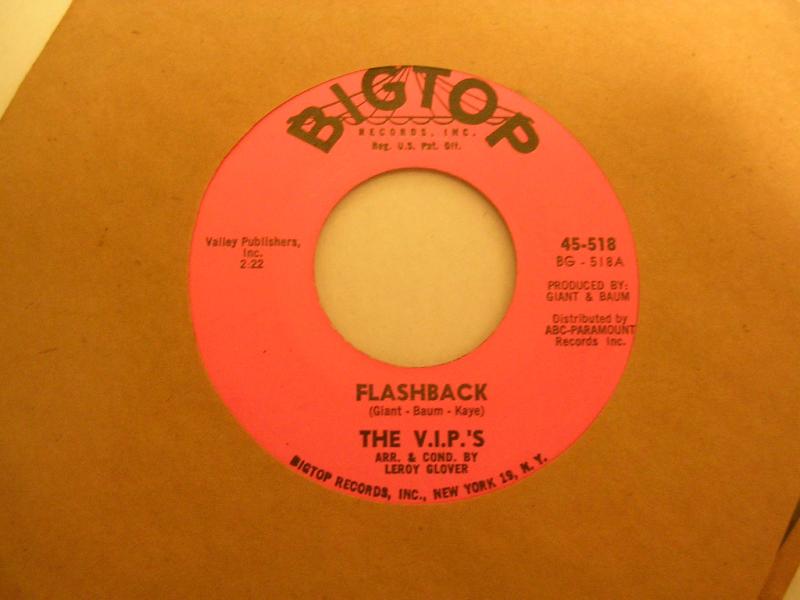 BIGTOP
RECORDS, INC.
Reg. U.S. Pat. Off.
Valley Publishers,
Inc.
2:22
45-518
BG - 518A
PRODUCED BY:
GIANT & BAUM
Distributed by
ABC-PARAMOUNT
Records Inc.
FLASHBACK
(Giant - Baum - Kaye)
THE V.I.P.'S
ARR. & COND. BY
LEROY GLOVER
BIGTOP RECORDS, INC., NEW YORK 19, N. Y.